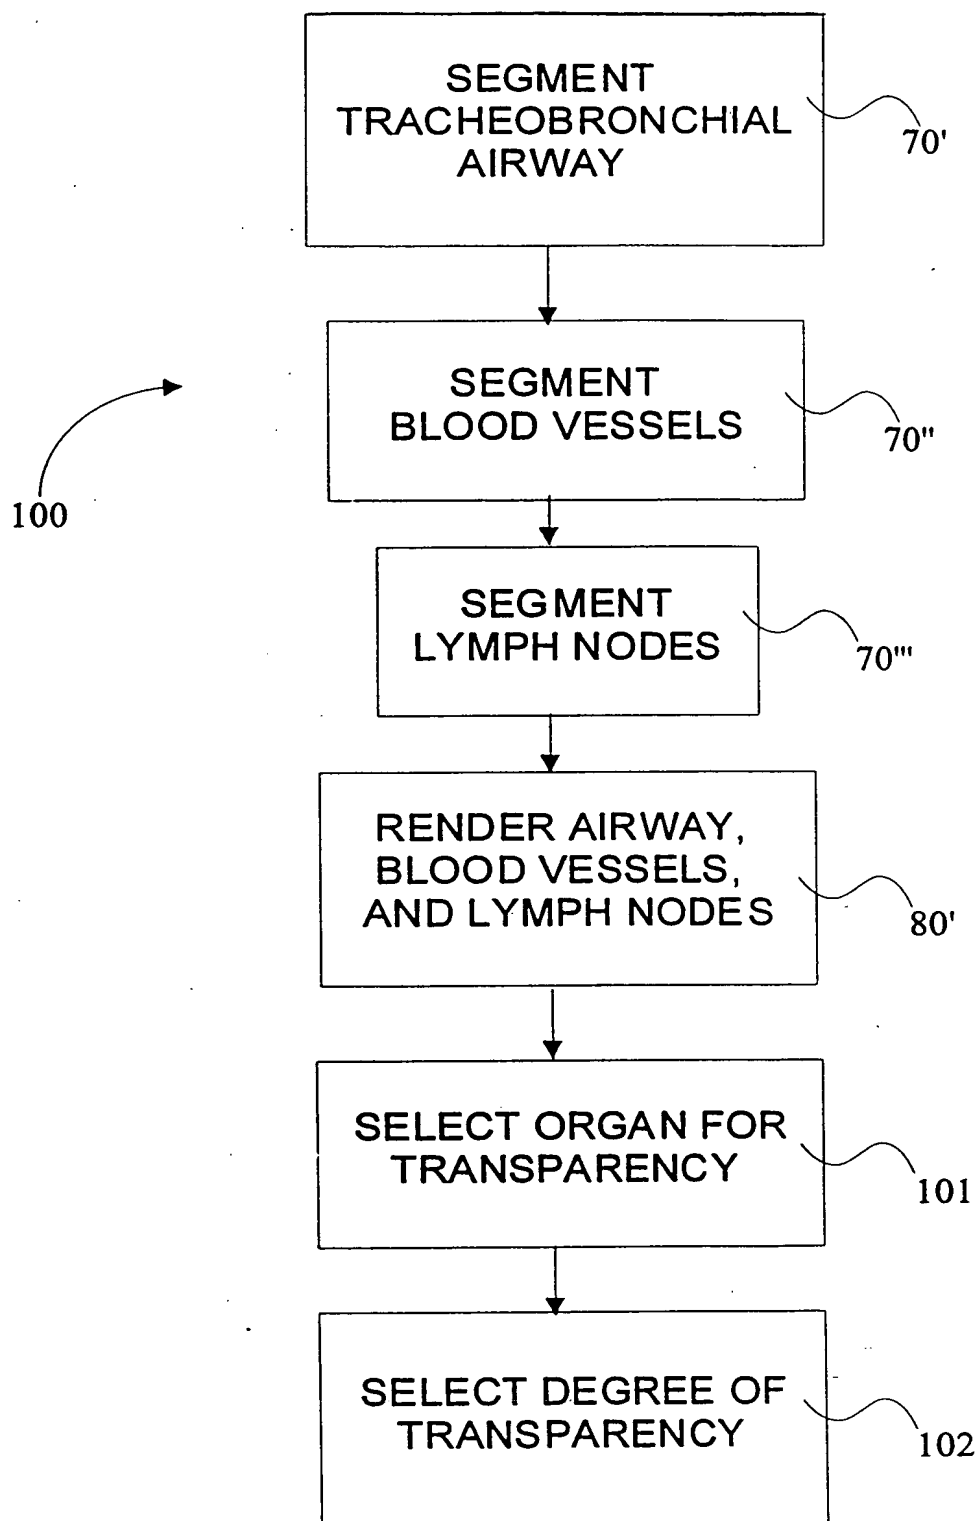 SEGMENT
TRACHEOBRONCHIAL
AIRWAY
70'
SEGMENT
BLOOD VESSELS
70"
100
SEGMENT
LYMPH NODES
70'"
RENDER AIRWAY,
BLOOD VESSELS,
AND LYMPH NODES
80'
SELECT ORGAN FOR
TRANSPARENCY
101
SELECT DEGREE OF
TRANSPARENCY
102